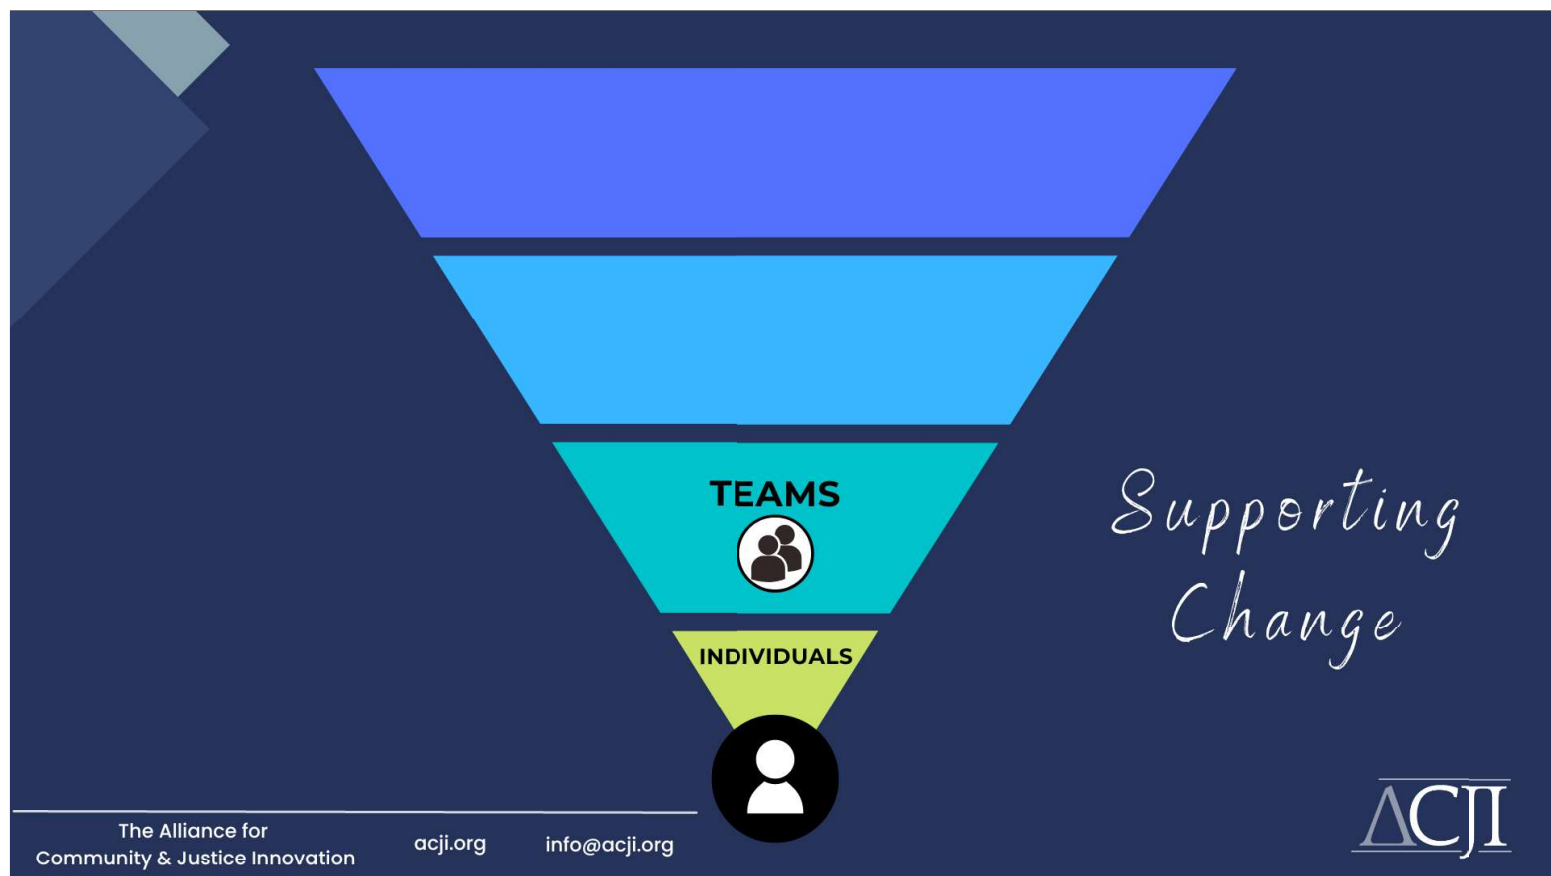 TEAMS
INDIVIDUALS
Supporting
Change
The Alliance for
Community & Justice Innovation
acji.org
info@acji.org
ACJI